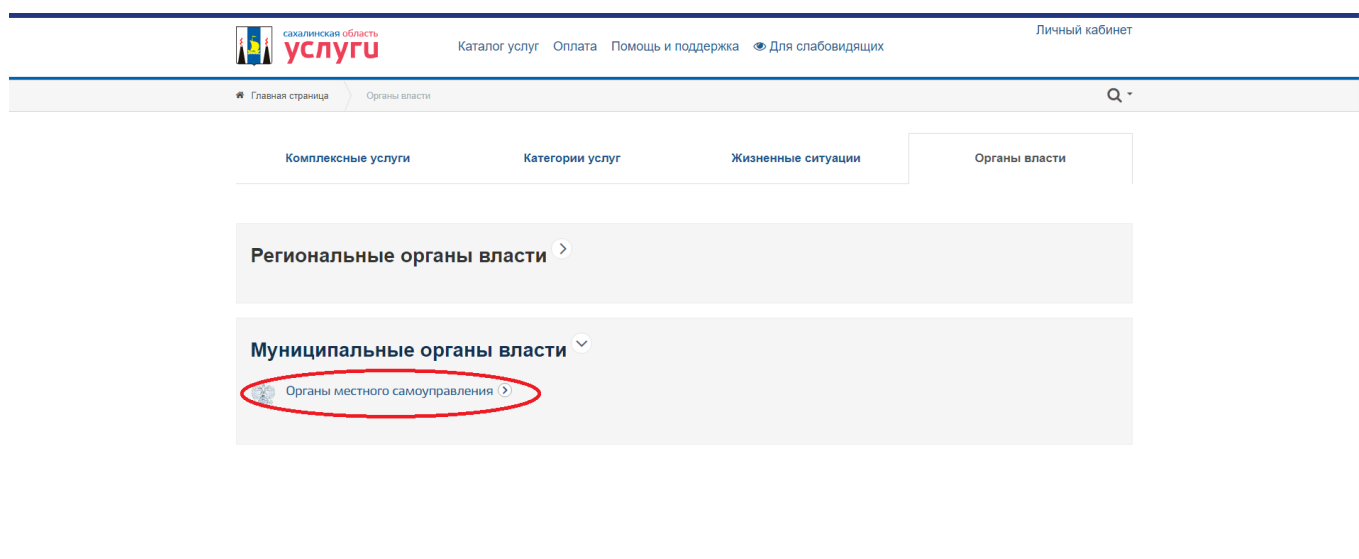 сахалинская область
услуги
Каталог услуг Оплата Помощь и поддержка Для слабовидящих
Личный кабинет
Главная страница Органы власти
Комплексные услуги Категории услуг Жизненные ситуации Органы власти
Региональные органы власти
Муниципальные органы власти
Органы местного самоуправления